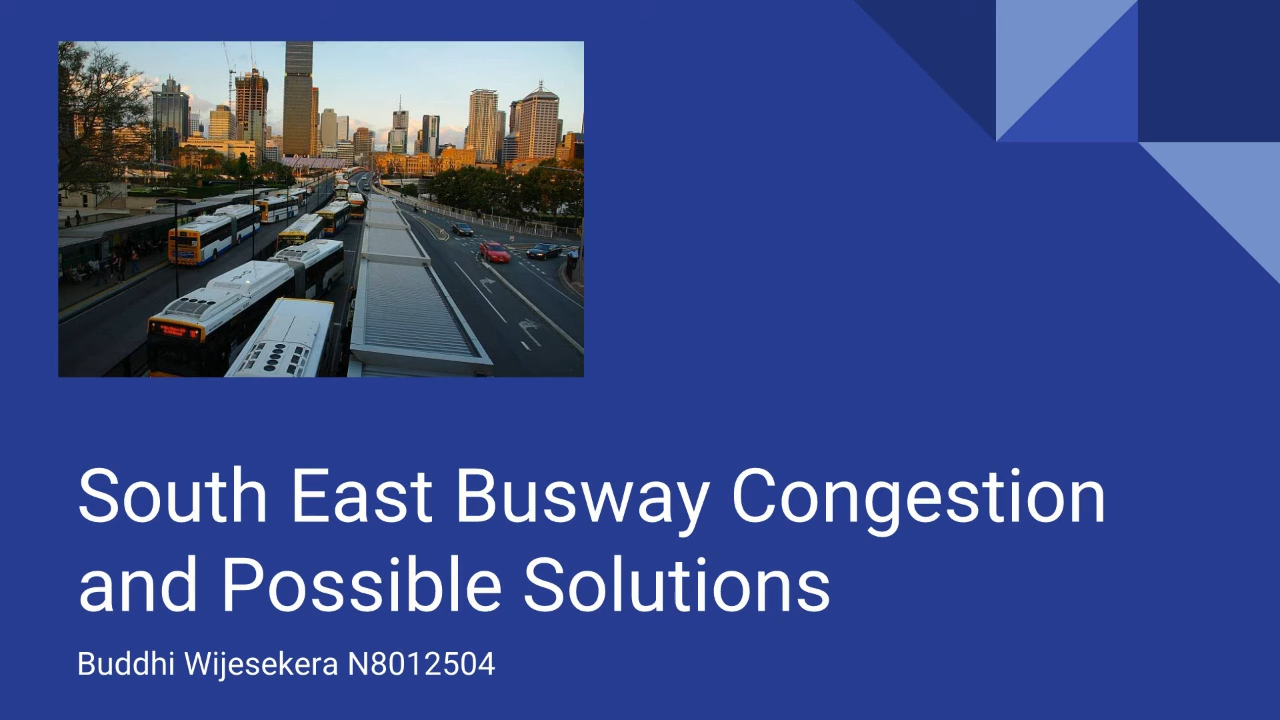 South East Busway Congestion
and Possible Solutions
Buddhi Wijesekera N8012504